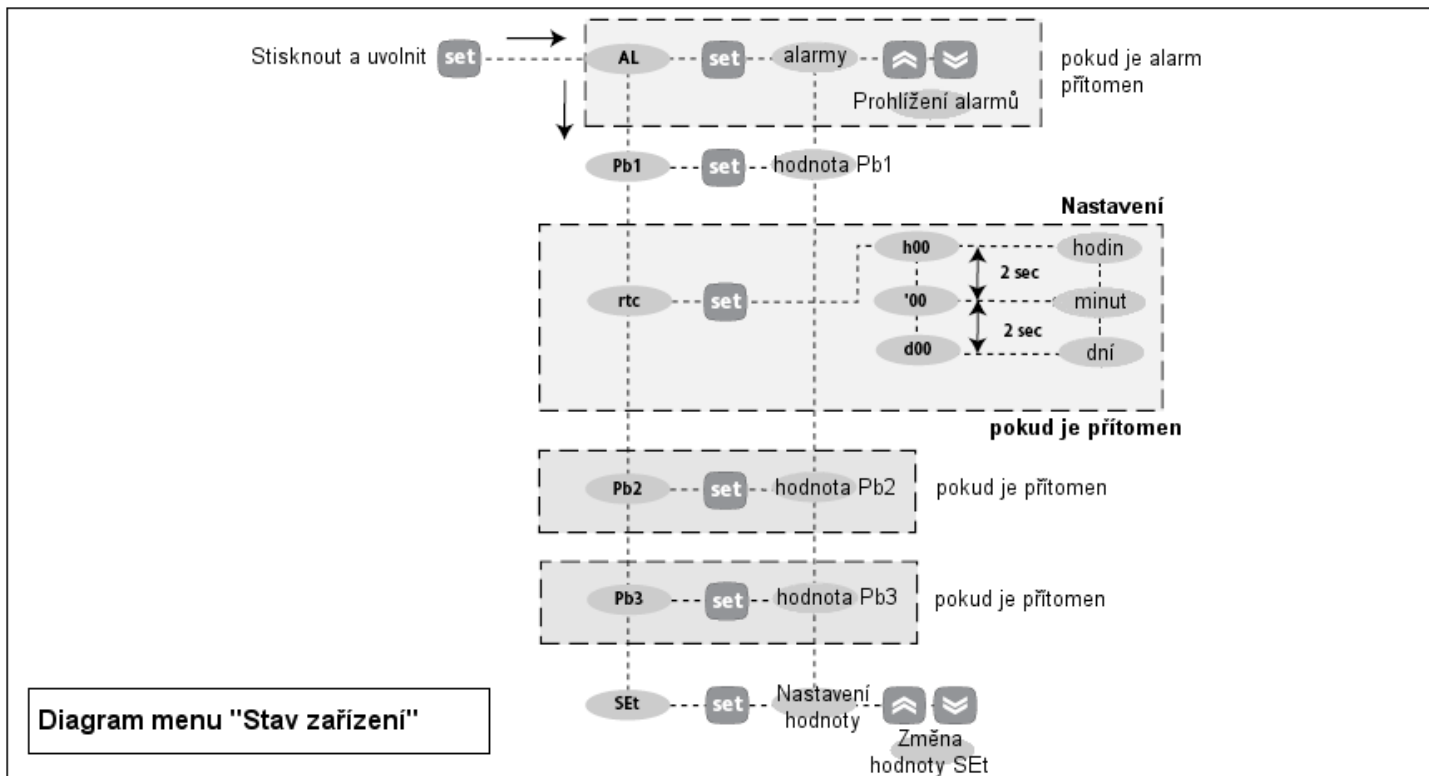 Stisknout a uvolnit set AL set alarmy pokud je alarm
přítomen
Prohlížení alarmů
Pb1 set hodnota Pb1
Nastavení
h00 hodin
2 sec
rtc set '00 minut
2 sec
d00 dní
pokud je přítomen
Pb2 set hodnota Pb2 pokud je přítomen
Pb3 set hodnota Pb3 pokud je přítomen
SEt set Nastavení
hodnoty
Změna
hodnoty SEt
Diagram menu "Stav zařízení"